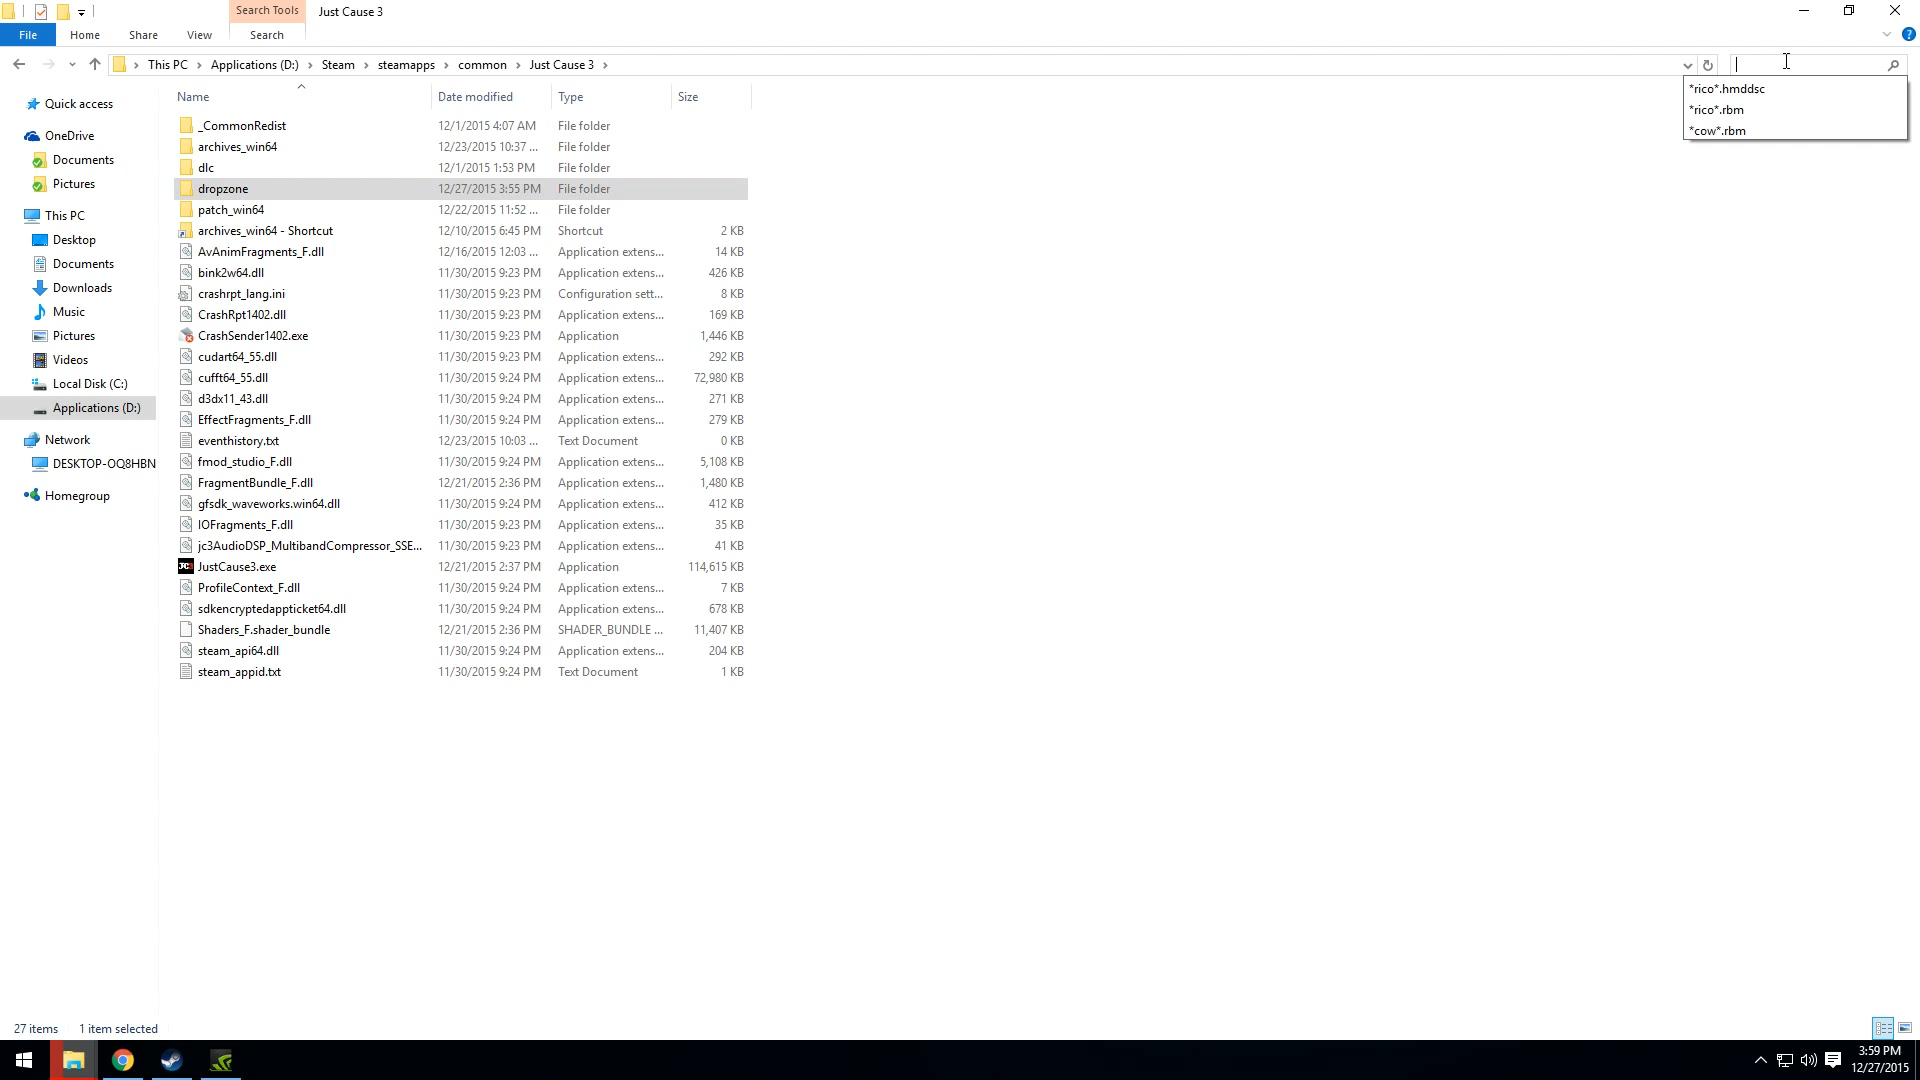 Search Tools
Just Cause 3
File
Home
Share
View
Search
This PC
Applications (D:)
Steam
steamapps
common
Just Cause 3
*rico*.hmddsc
*rico*.rbm
*cow*.rbm
Quick access
OneDrive
Documents
Pictures
This PC
Desktop
Documents
Downloads
Music
Pictures
Videos
Local Disk (C:)
Applications (D:)
Network
DESKTOP-OQ8HBN
Homegroup
Name Date modified Type Size
_CommonRedist 12/1/2015 4:07 AM File folder
archives_win64 12/23/2015 10:37 ... File folder
dlc 12/1/2015 1:53 PM File folder
dropzone 12/27/2015 3:55 PM File folder
patch_win64 12/22/2015 11:52 ... File folder
archives_win64 - Shortcut 12/10/2015 6:45 PM Shortcut 2 KB
AvAnimFragments_F.dll 12/16/2015 12:03 ... Application extens... 14 KB
bink2w64.dll 11/30/2015 9:23 PM Application extens... 426 KB
crashrpt_lang.ini 11/30/2015 9:23 PM Configuration sett... 8 KB
CrashRpt1402.dll 11/30/2015 9:23 PM Application extens... 169 KB
CrashSender1402.exe 11/30/2015 9:23 PM Application 1,446 KB
cudart64_55.dll 11/30/2015 9:23 PM Application extens... 292 KB
cufft64_55.dll 11/30/2015 9:24 PM Application extens... 72,980 KB
d3dx11_43.dll 11/30/2015 9:24 PM Application extens... 271 KB
EffectFragments_F.dll 11/30/2015 9:24 PM Application extens... 279 KB
eventhistory.txt 12/23/2015 10:03 ... Text Document 0 KB
fmod_studio_F.dll 11/30/2015 9:24 PM Application extens... 5,108 KB
FragmentBundle_F.dll 12/21/2015 2:36 PM Application extens... 1,480 KB
gfsdk_waveworks.win64.dll 11/30/2015 9:24 PM Application extens... 412 KB
IOFragments_F.dll 11/30/2015 9:23 PM Application extens... 35 KB
jc3AudioDSP_MultibandCompressor_SSE... 11/30/2015 9:23 PM Application extens... 41 KB
JustCause3.exe 12/21/2015 2:37 PM Application 114,615 KB
ProfileContext_F.dll 11/30/2015 9:24 PM Application extens... 7 KB
sdkencryptedappticket64.dll 11/30/2015 9:24 PM Application extens... 678 KB
Shaders_F.shader_bundle 12/21/2015 2:36 PM SHADER_BUNDLE ... 11,407 KB
steam_api64.dll 11/30/2015 9:24 PM Application extens... 204 KB
steam_appid.txt 11/30/2015 9:24 PM Text Document 1 KB
27 items 1 item selected
3:59 PM
12/27/2015